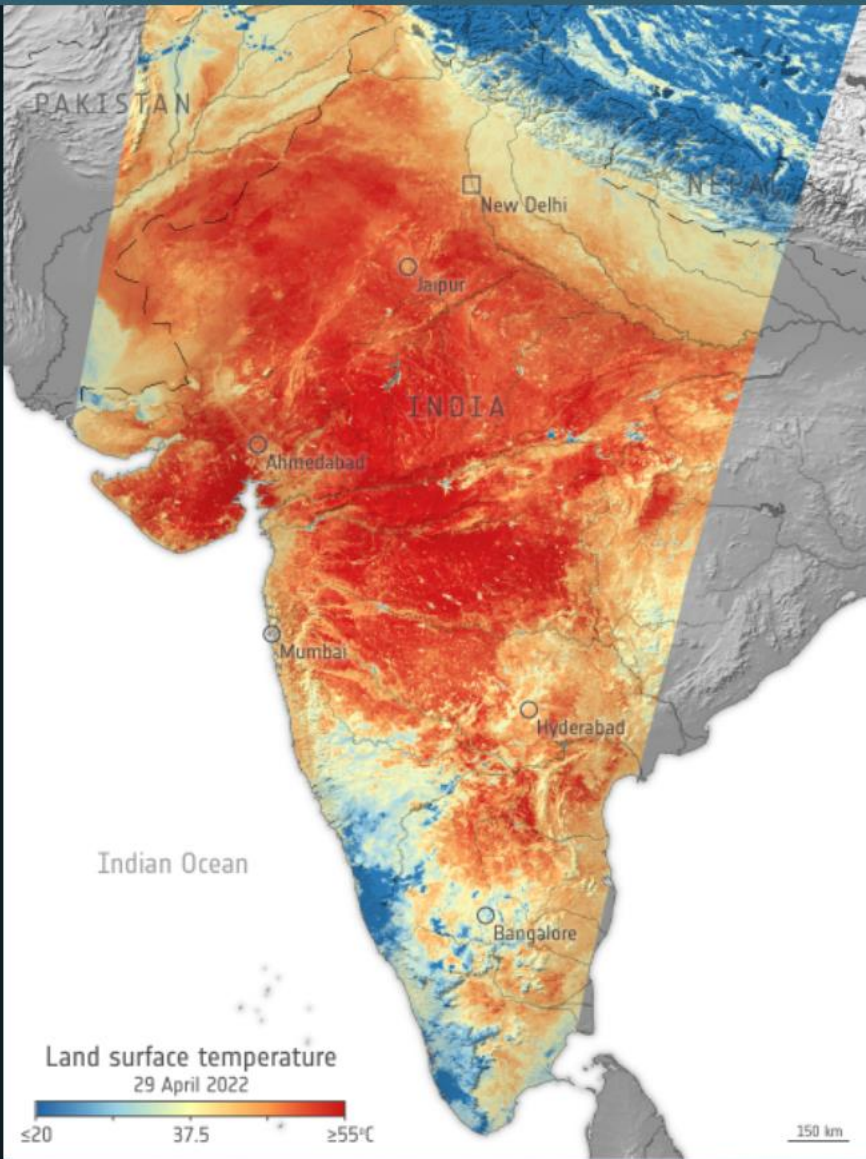 PAKISTAN
NEPAL
New Delhi
Jaipur
INDIA
Ahmedabad
Mumbai
Hyderabad
Indian Ocean
Bangalore
Land surface temperature
29 April 2022
≤20 37.5 ≥55°C
150 km